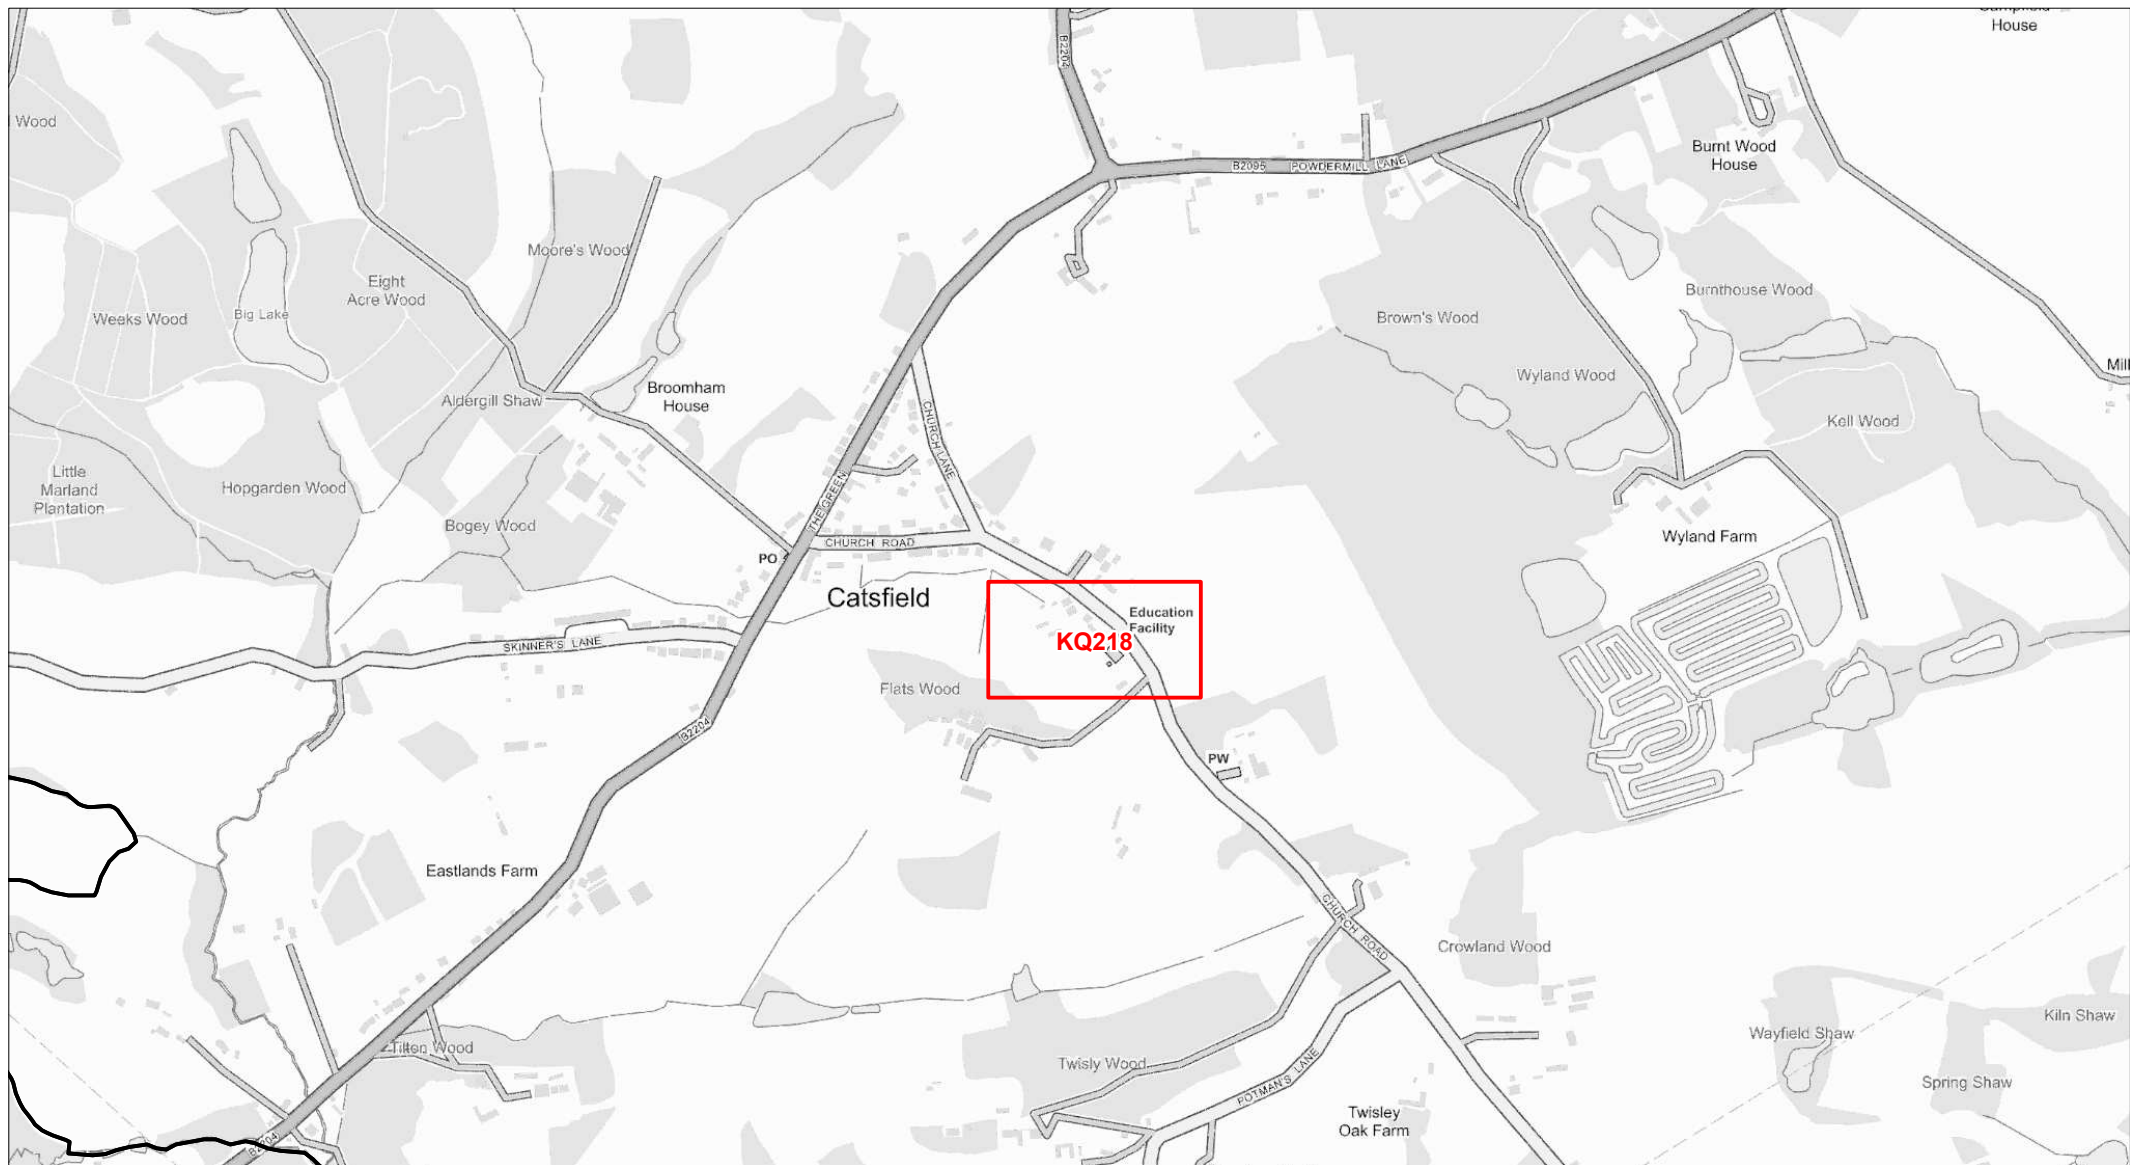 House
B2204
Wood
Burnt Wood
House
B2095 POWDERMILL LANE
Moore's Wood
Eight
Acre Wood
Big Lake
Weeks Wood
Burnthouse Wood
Brown's Wood
Wyland Wood
Mill
Broomham
House
Aldergill Shaw
CHURCH LANE
Kell Wood
Little
Marland
Plantation
Hopgarden Wood
THE GREEN
Bogey Wood
CHURCH ROAD
Wyland Farm
PO
Catsfield
Education
Facility
KQ218
SKINNER'S LANE
Flats Wood
B2204
PW
Eastlands Farm
CHURCH ROAD
Crowland Wood
Kiln Shaw
Wayfield Shaw
Tilton Wood
Twisly Wood
Spring Shaw
POTMAN'S LANE
Twisley
Oak Farm
B2204